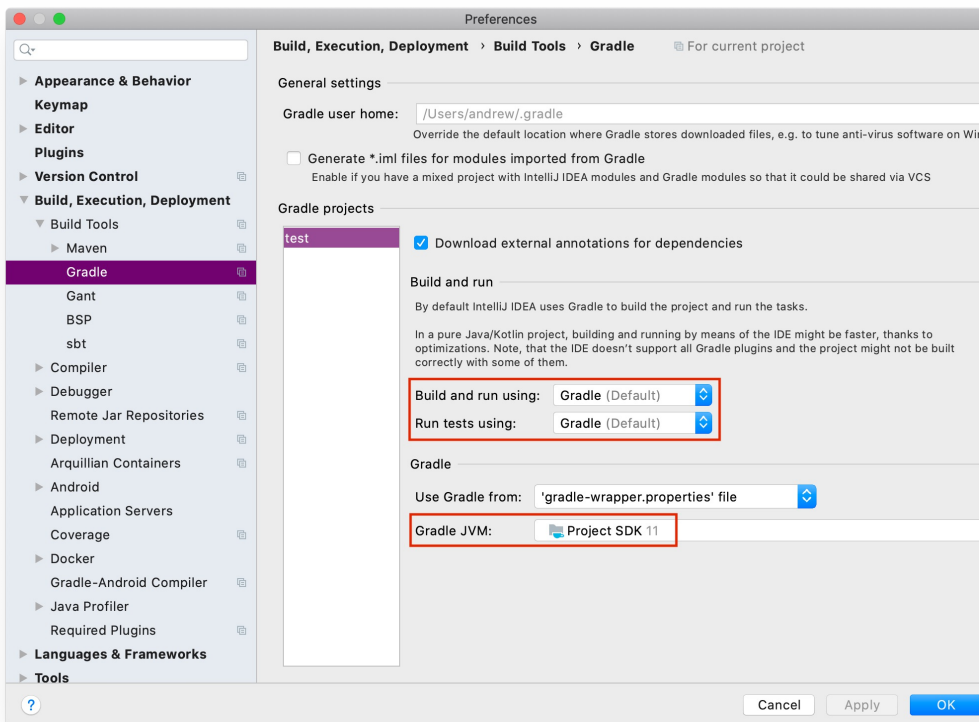 Preferences
Build, Execution, Deployment › Build Tools › Gradle For current project
Appearance & Behavior
Keymap
Editor
Plugins
Version Control
Build, Execution, Deployment
Build Tools
Maven
Gradle
Gant
BSP
sbt
Compiler
Debugger
Remote Jar Repositories
Deployment
Arquillian Containers
Android
Application Servers
Coverage
Docker
Gradle-Android Compiler
Java Profiler
Required Plugins
Languages & Frameworks
Tools
General settings
Gradle user home: /Users/andrew/.gradle
Override the default location where Gradle stores downloaded files, e.g. to tune anti-virus software on Wi
Generate *.iml files for modules imported from Gradle
Enable if you have a mixed project with IntelliJ IDEA modules and Gradle modules so that it could be shared via VCS
Gradle projects
test
Download external annotations for dependencies
Build and run
By default IntelliJ IDEA uses Gradle to build the project and run the tasks.
In a pure Java/Kotlin project, building and running by means of the IDE might be faster, thanks to
optimizations. Note, that the IDE doesn't support all Gradle plugins and the project might not be built
correctly with some of them.
Build and run using: Gradle (Default)
Run tests using: Gradle (Default)
Gradle
Use Gradle from: 'gradle-wrapper.properties' file
Gradle JVM: Project SDK 11
?
Cancel Apply OK